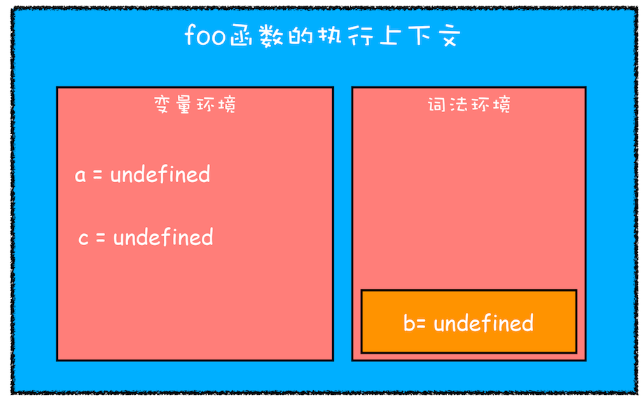 foo函数的执行上下文
变量环境
a = undefined
c = undefined
词法环境
b= undefined